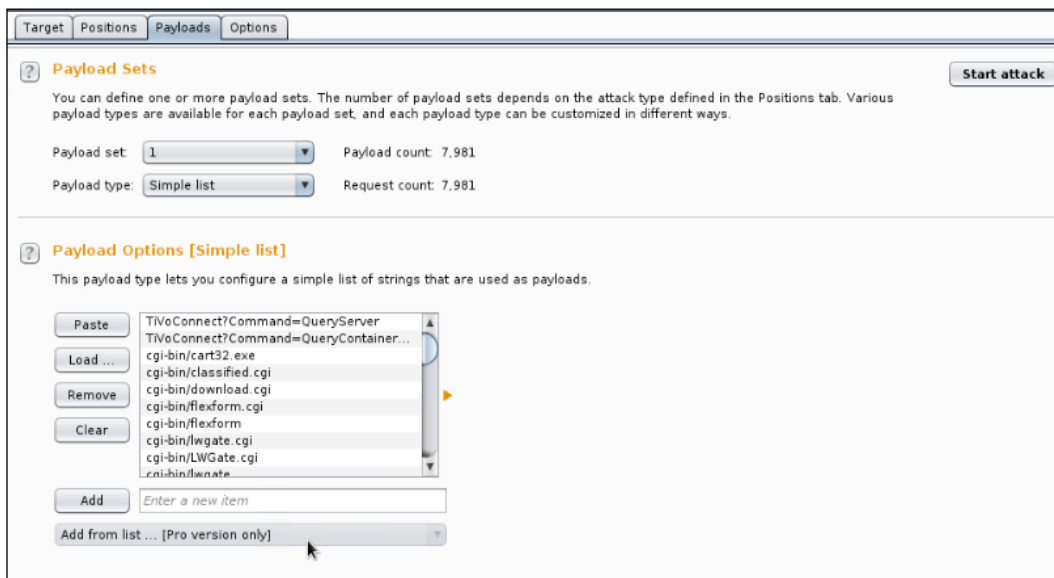 Target Positions Payloads Options
? Payload Sets
Start attack
You can define one or more payload sets. The number of payload sets depends on the attack type defined in the Positions tab. Various
payload types are available for each payload set, and each payload type can be customized in different ways.
Payload set: 1 Payload count: 7,981
Payload type: Simple list Request count: 7,981
? Payload Options [Simple list]
This payload type lets you configure a simple list of strings that are used as payloads.
Paste
Load ...
Remove
Clear
TiVoConnect?Command=QueryServer
TiVoConnect?Command=QueryContainer...
cgi-bin/cart32.exe
cgi-bin/classified.cgi
cgi-bin/download.cgi
cgi-bin/flexform.cgi
cgi-bin/flexform
cgi-bin/lwgate.cgi
cgi-bin/LWGate.cgi
cgi-bin/lwgate
Add Enter a new item
Add from list ... [Pro version only]